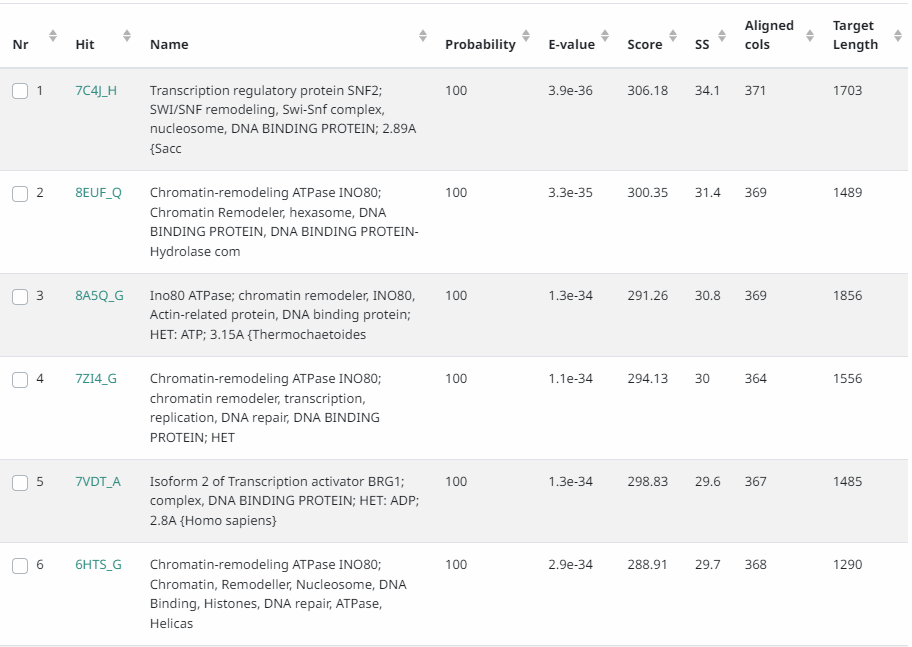 Nr Hit Name Probability E-value Score SS Aligned cols Target Length
1 7C4J_H Transcription regulatory protein SNF2; 100 3.9e-36 306.18 34.1 371 1703
SWI/SNF remodeling, Swi-Snf complex,
nucleosome, DNA BINDING PROTEIN; 2.89A
{Sacc
2 8EUF_Q Chromatin-remodeling ATPase INO80; 100 3.3e-35 300.35 31.4 369 1489
Chromatin Remodeler, hexasome, DNA
BINDING PROTEIN, DNA BINDING PROTEIN-
Hydrolase com
3 8A5Q_G Ino80 ATPase; chromatin remodeler, INO80, 100 1.3e-34 291.26 30.8 369 1856
Actin-related protein, DNA binding protein;
HET: ATP; 3.15A {Thermochaetoides
4 7ZI4_G Chromatin-remodeling ATPase INO80; 100 1.1e-34 294.13 30 364 1556
chromatin remodeler, transcription,
replication, DNA repair, DNA BINDING
PROTEIN; HET
5 7VDT_A Isoform 2 of Transcription activator BRG1; 100 1.3e-34 298.83 29.6 367 1485
complex, DNA BINDING PROTEIN; HET: ADP;
2.8A {Homo sapiens}
6 6HTS_G Chromatin-remodeling ATPase INO80; 100 2.9e-34 288.91 29.7 368 1290
Chromatin, Remodeller, Nucleosome, DNA
Binding, Histones, DNA repair, ATPase,
Helicas